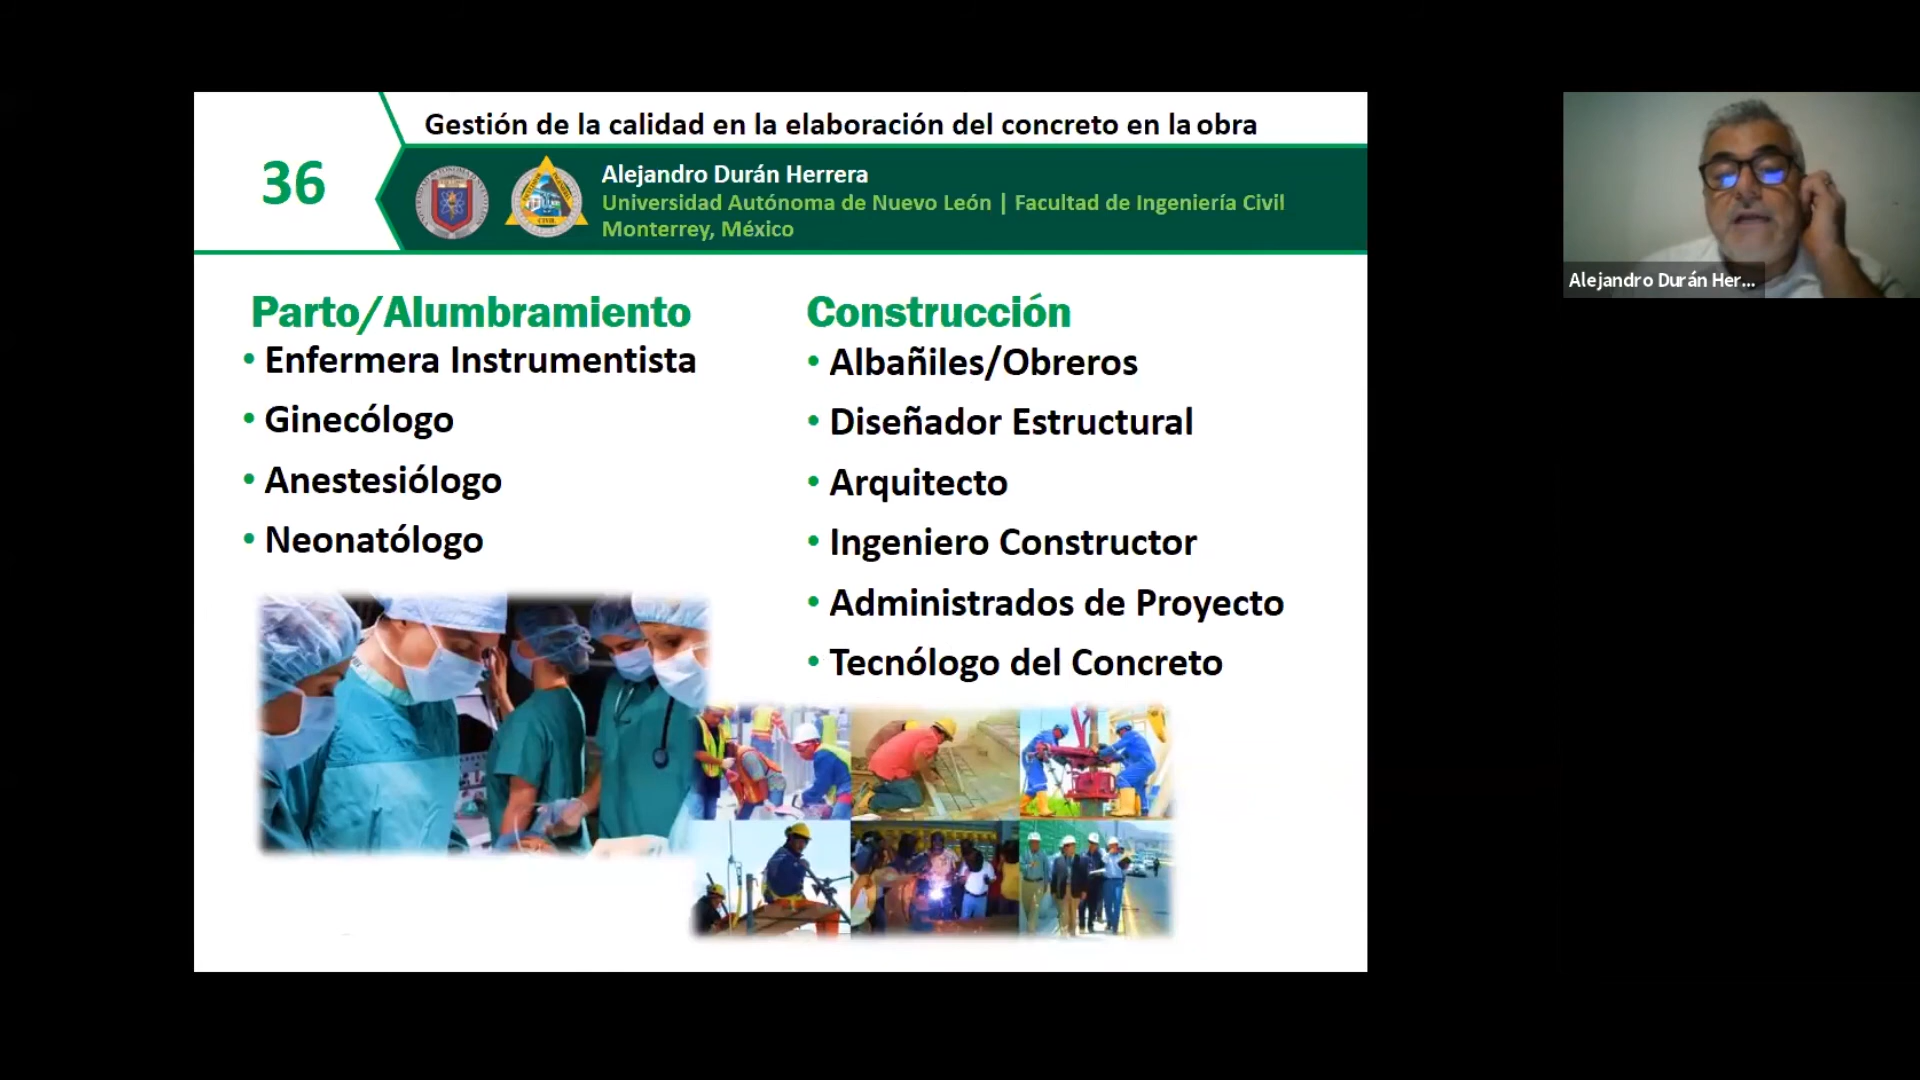 Gestión de la calidad en la elaboración del concreto en la obra
36
Alejandro Durán Herrera
Universidad Autónoma de Nuevo León | Facultad de Ingeniería Civil
Monterrey, México
Alejandro Durán Her...
Parto/Alumbramiento
• Enfermera Instrumentista
• Ginecólogo
• Anestesiólogo
• Neonatólogo
Construcción
• Albañiles/Obreros
• Diseñador Estructural
• Arquitecto
• Ingeniero Constructor
• Administrados de Proyecto
• Tecnólogo del Concreto